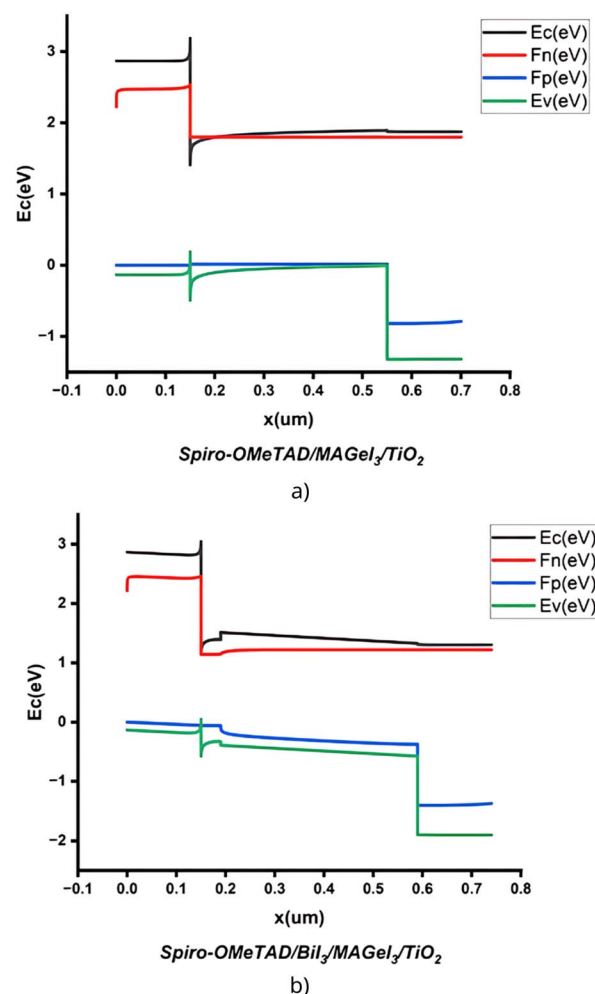 Ec(eV)
Fn(eV)
Fp(eV)
Ev(eV)
3
2
1
0
−1
Ec(eV)
−0.1 0.0 0.1 0.2 0.3 0.4 0.5 0.6 0.7 0.8
x(um)
Spiro-OMeTAD/MAGeI₃/TiO₂
a)
Ec(eV)
Fn(eV)
Fp(eV)
Ev(eV)
3
2
1
0
−1
−2
Ec(eV)
−0.1 0.0 0.1 0.2 0.3 0.4 0.5 0.6 0.7 0.8
x(um)
Spiro-OMeTAD/BiI₃/MAGeI₃/TiO₂
b)